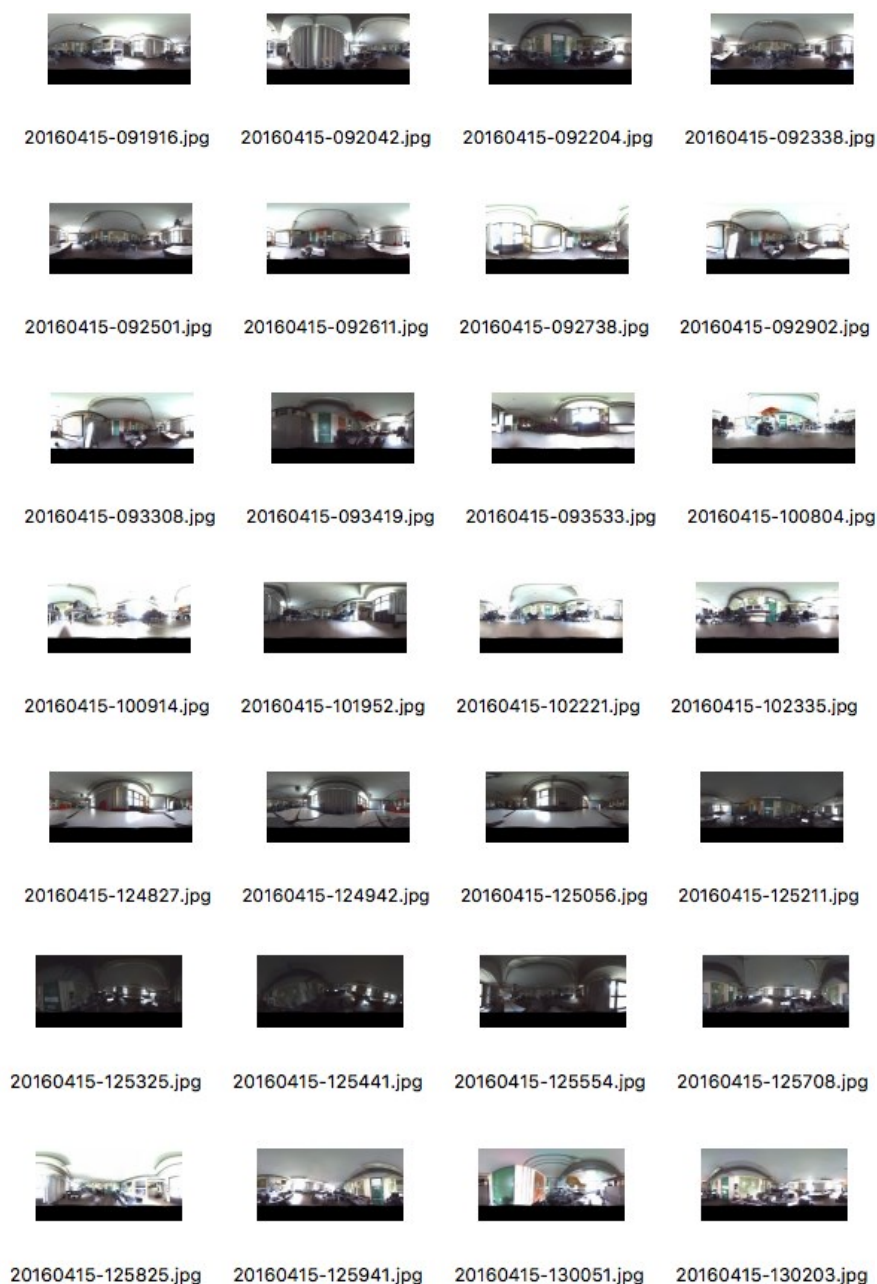 20160415-091916.jpg 20160415-092042.jpg 20160415-092204.jpg 20160415-092338.jpg
20160415-092501.jpg 20160415-092611.jpg 20160415-092738.jpg 20160415-092902.jpg
20160415-093308.jpg 20160415-093419.jpg 20160415-093533.jpg 20160415-100804.jpg
20160415-100914.jpg 20160415-101952.jpg 20160415-102221.jpg 20160415-102335.jpg
20160415-124827.jpg 20160415-124942.jpg 20160415-125056.jpg 20160415-125211.jpg
20160415-125325.jpg 20160415-125441.jpg 20160415-125554.jpg 20160415-125708.jpg
20160415-125825.jpg 20160415-125941.jpg 20160415-130051.jpg 20160415-130203.jpg